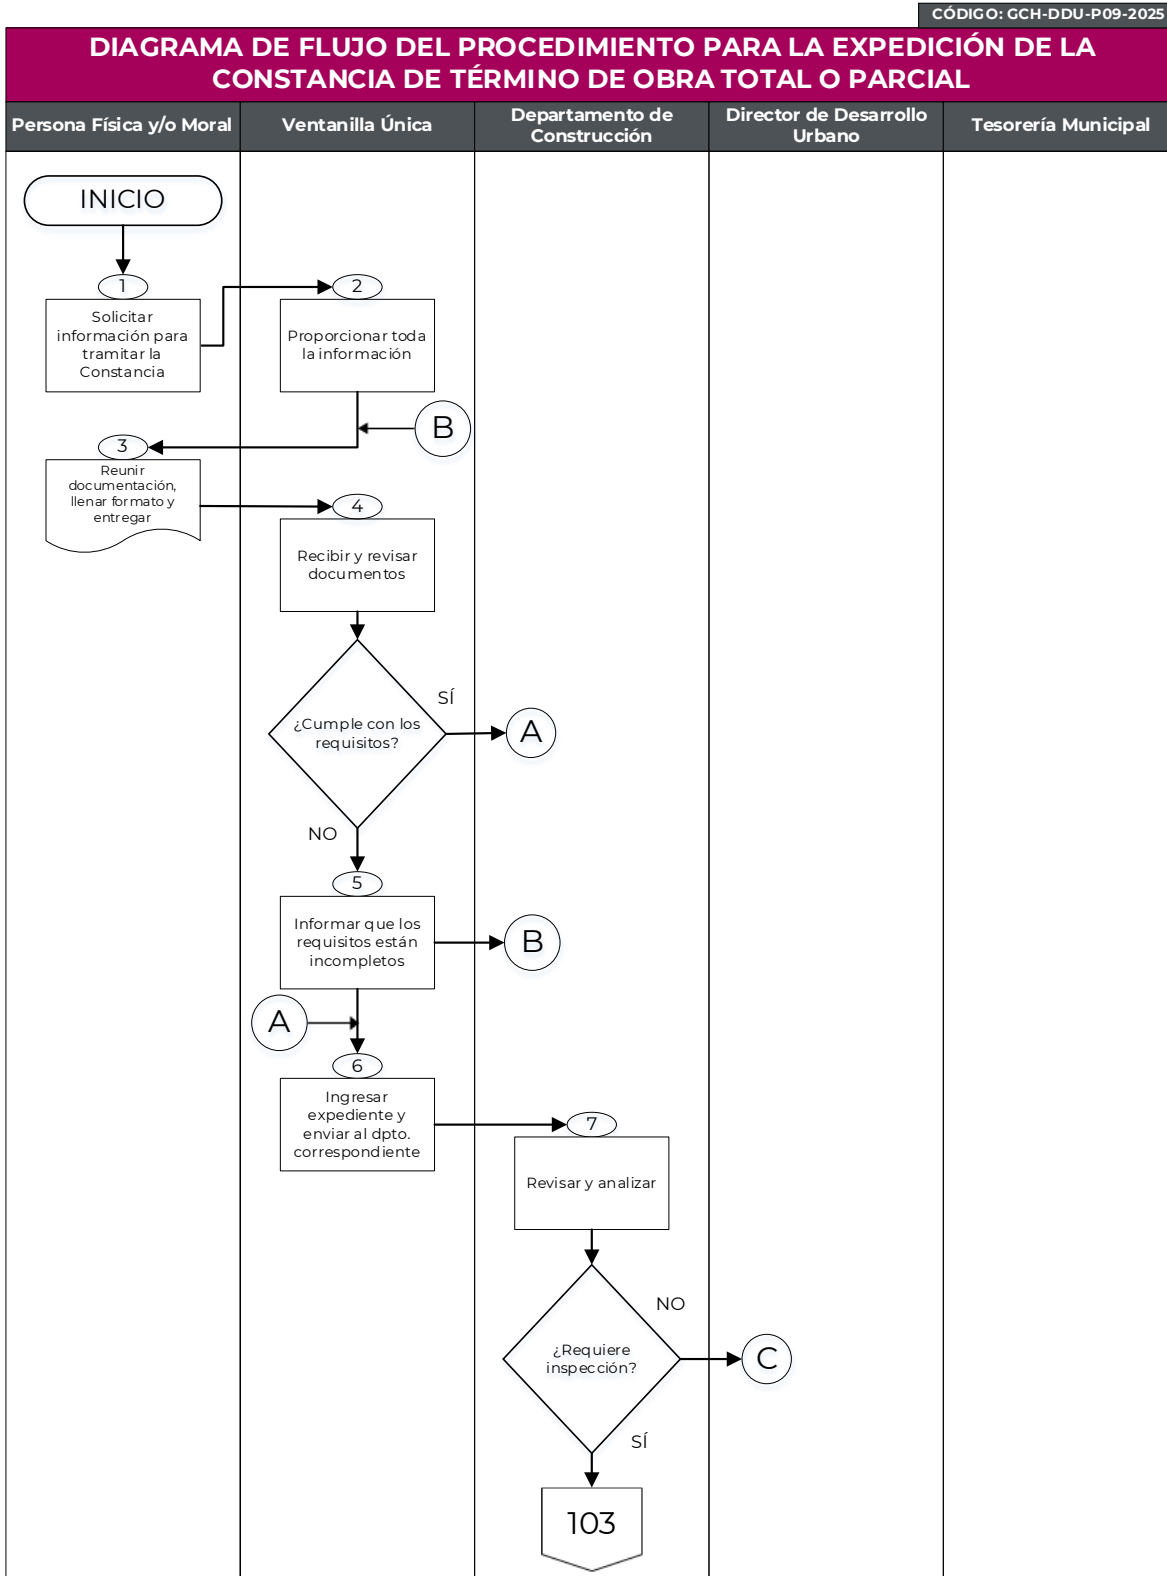 CÓDIGO: GCH-DDU-P09-2025
DIAGRAMA DE FLUJO DEL PROCEDIMIENTO PARA LA EXPEDICIÓN DE LA
CONSTANCIA DE TÉRMINO DE OBRA TOTAL O PARCIAL
Persona Física y/o Moral
Ventanilla Única
Departamento de
Construcción
Director de Desarrollo
Urbano
Tesorería Municipal
INICIO
1
Solicitar
información para
tramitar la
Constancia
2
Proporcionar toda
la información
B
3
Reunir
documentación,
llenar formato y
entregar
4
Recibir y revisar
documentos
¿Cumple con los
requisitos?
SÍ
A
NO
5
Informar que los
requisitos están
incompletos
B
A
6
Ingresar
expediente y
enviar al dpto.
correspondiente
7
Revisar y analizar
¿Requiere
inspección?
NO
C
SÍ
103